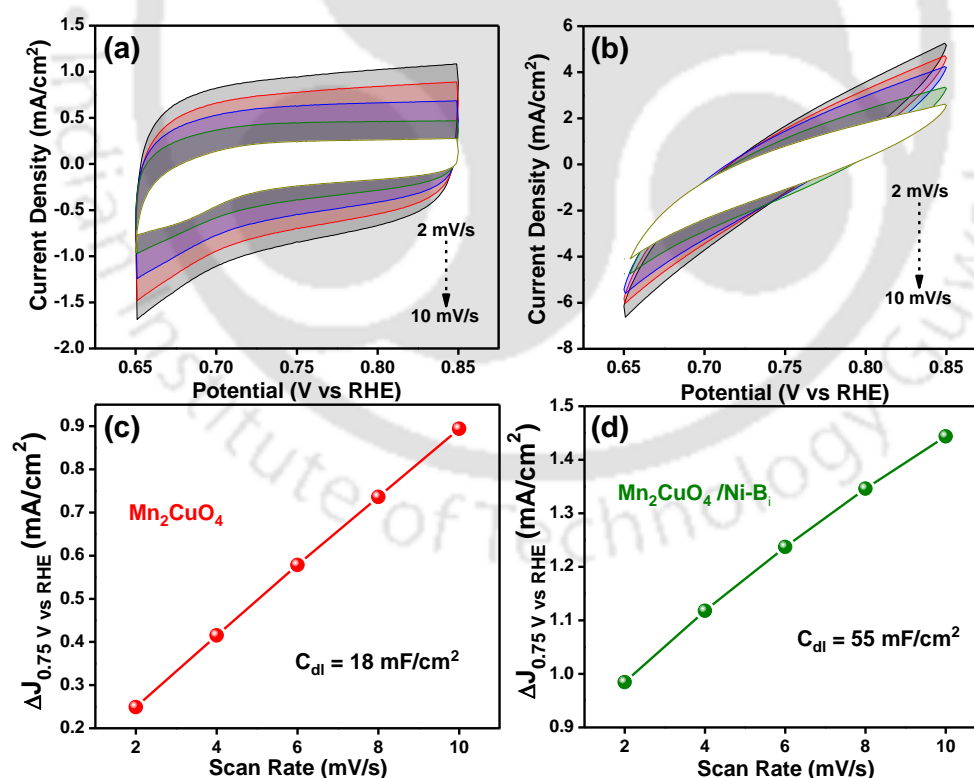 (a)
Current Density (mA/cm²)
1.5
1.0
0.5
0.0
-0.5
-1.0
-1.5
-2.0
2 mV/s
10 mV/s
0.65 0.70 0.75 0.80 0.85
Potential (V vs RHE)
(b)
Current Density (mA/cm²)
6
4
2
0
-2
-4
-6
-8
2 mV/s
10 mV/s
0.65 0.70 0.75 0.80 0.85
Potential (V vs RHE)
(c)
ΔJ0.75 V vs RHE (mA/cm²)
0.9
0.8
0.7
0.6
0.5
0.4
0.3
0.2
Mn₂CuO₄
Cdl = 18 mF/cm²
2 4 6 8 10
Scan Rate (mV/s)
(d)
ΔJ0.75 V vs RHE (mA/cm²)
1.5
1.4
1.3
1.2
1.1
1.0
0.9
Mn₂CuO₄ /Ni-Bᵢ
Cdl = 55 mF/cm²
2 4 6 8 10
Scan Rate (mV/s)
Institute of Technology